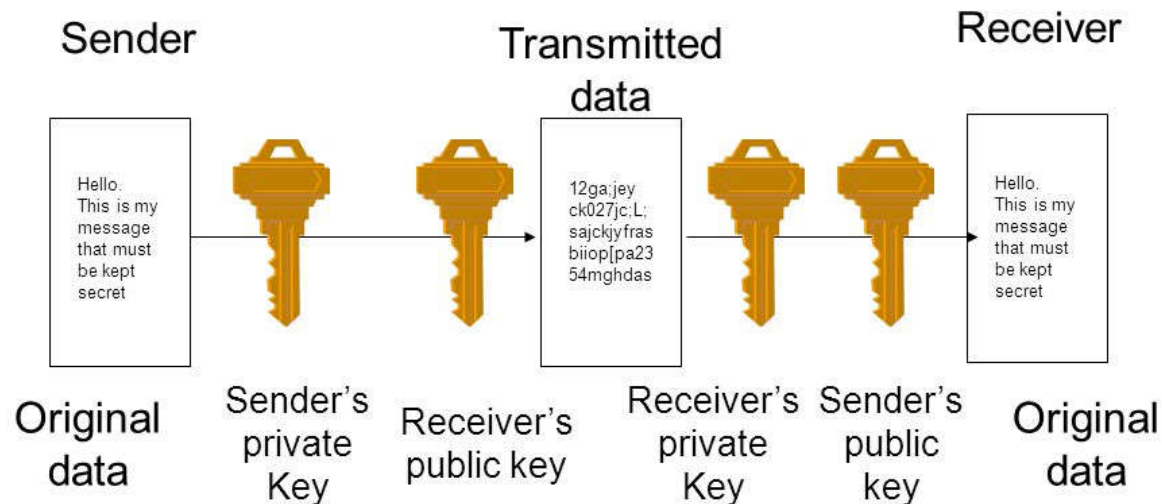 Sender
Transmitted
data
Receiver
Hello.
This is my
message
that must
be kept
secret
12ga;jey
ck027jc;L;
sajckjyfras
biiop[pa23
54mghdas
Hello.
This is my
message
that must
be kept
secret
Original
data
Sender's
private
Key
Receiver's
public key
Receiver's
private
Key
Sender's
public
key
Original
data